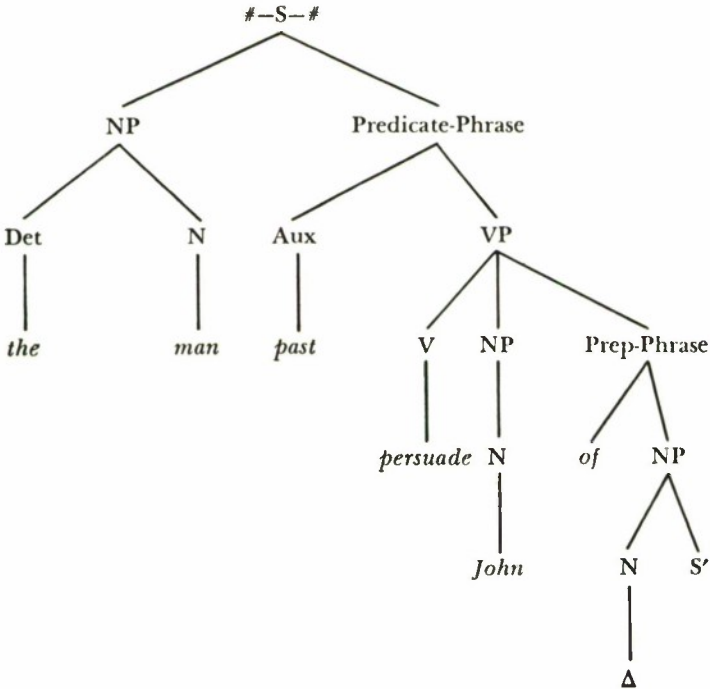 #–S–#
NP Predicate-Phrase
Det N Aux VP
the man past V NP Prep-Phrase
persuade N of NP
John N S′
Δ